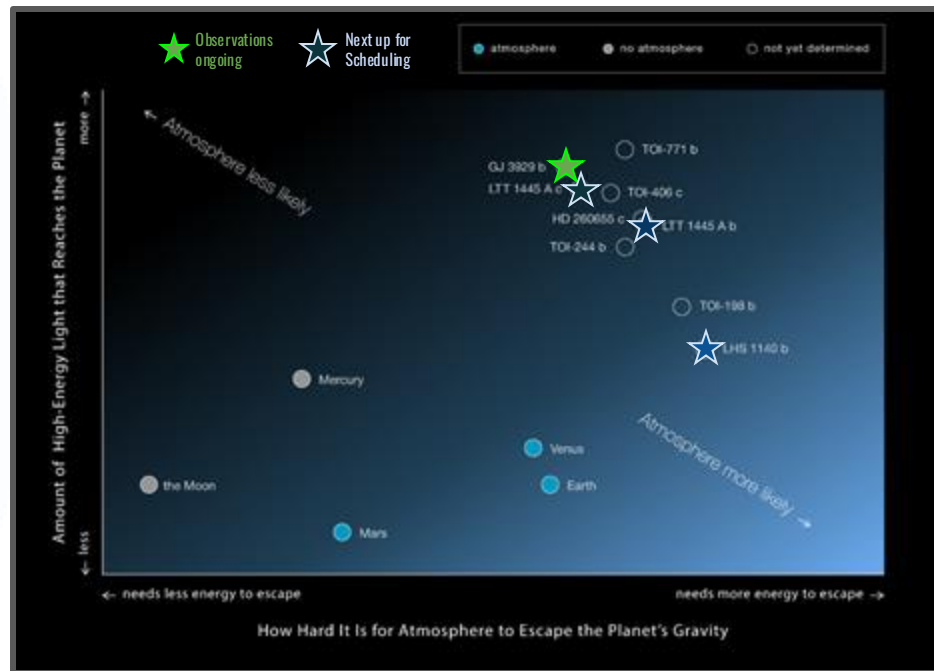 Observations
ongoing
Next up for
Scheduling
atmosphere
no atmosphere
not yet determined
Amount of High-Energy Light that Reaches the Planet
more →
← less
← Atmosphere less likely
TOI-771 b
GJ 3929 b
LTT 1445 A c
TOI-406 c
HD 260655 c
LTT 1445 A b
TOI-244 b
TOI-198 b
LHS 1140 b
Mercury
Atmosphere more likely →
Venus
the Moon
Earth
Mars
← needs less energy to escape
needs more energy to escape →
How Hard It Is for Atmosphere to Escape the Planet's Gravity